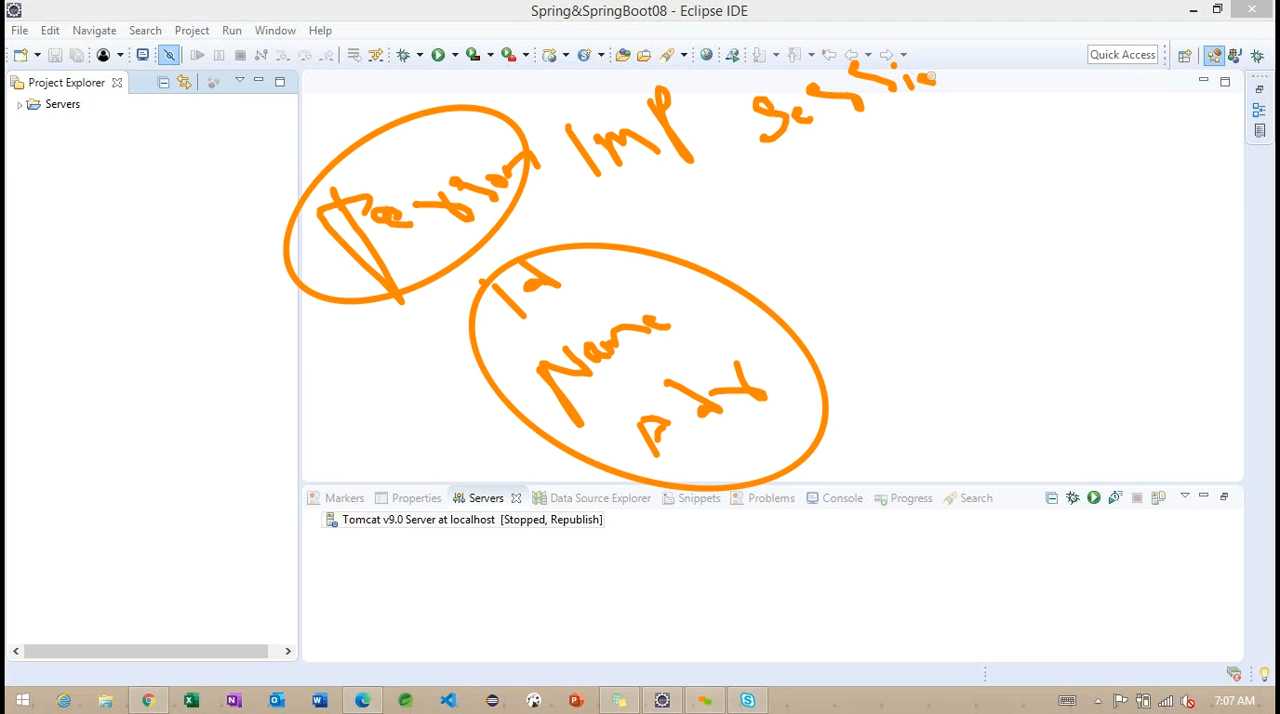 Spring&SpringBoot08 - Eclipse IDE
File Edit Navigate Search Project Run Window Help
Quick Access
Project Explorer
Servers
Person Imp
Id
Name
Adr
Markers Properties Servers Data Source Explorer Snippets Problems Console Progress Search
Tomcat v9.0 Server at localhost [Stopped, Republish]
7:07 AM